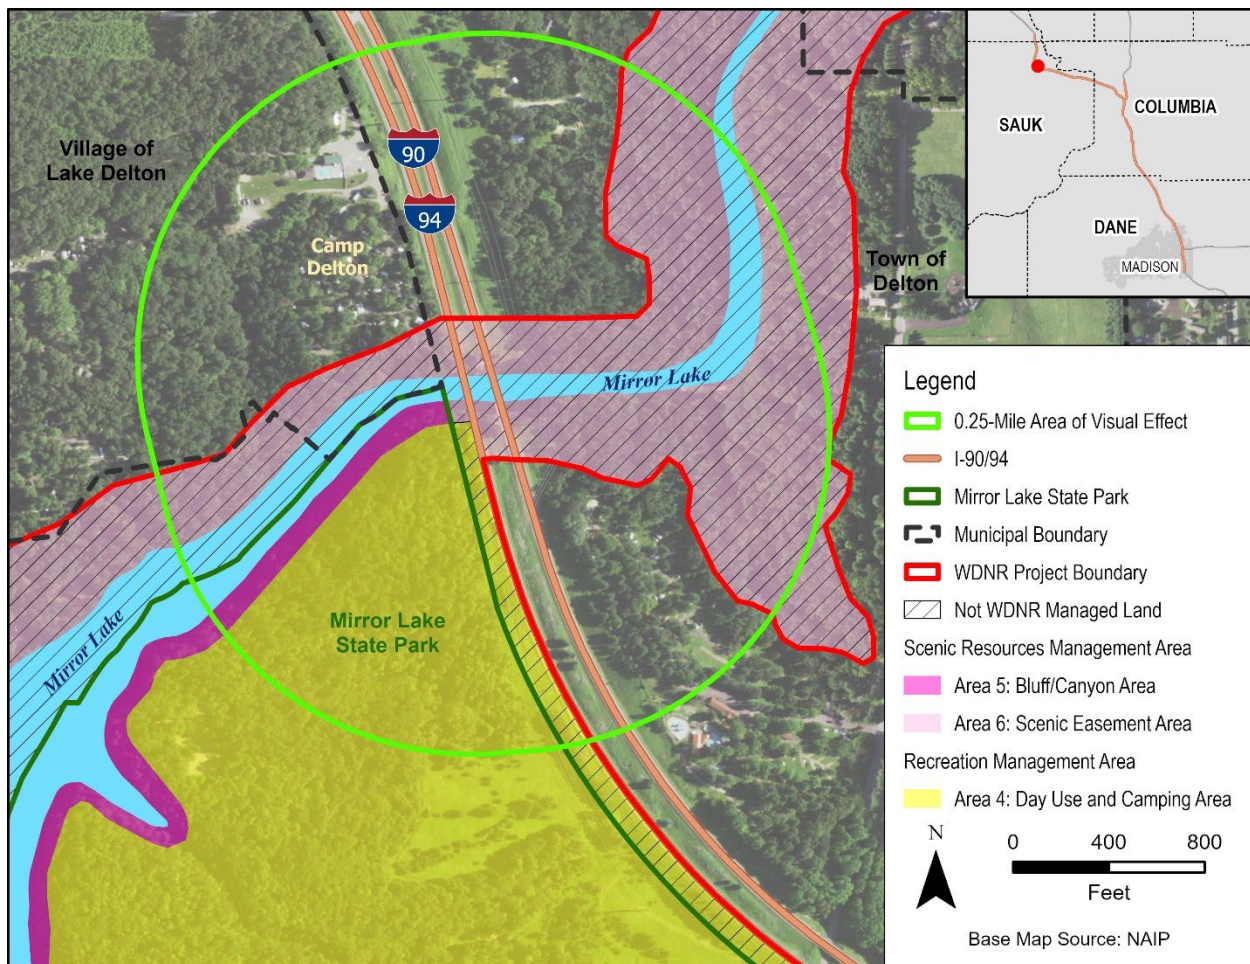 Village of
Lake Delton
90
94
Camp
Delton
Town of
Delton
Mirror Lake
Mirror Lake
State Park
Mirror Lake
SAUK
COLUMBIA
DANE
MADISON
Legend
0.25-Mile Area of Visual Effect
I-90/94
Mirror Lake State Park
Municipal Boundary
WDNR Project Boundary
Not WDNR Managed Land
Scenic Resources Management Area
Area 5: Bluff/Canyon Area
Area 6: Scenic Easement Area
Recreation Management Area
Area 4: Day Use and Camping Area
N
0 400 800
Feet
Base Map Source: NAIP